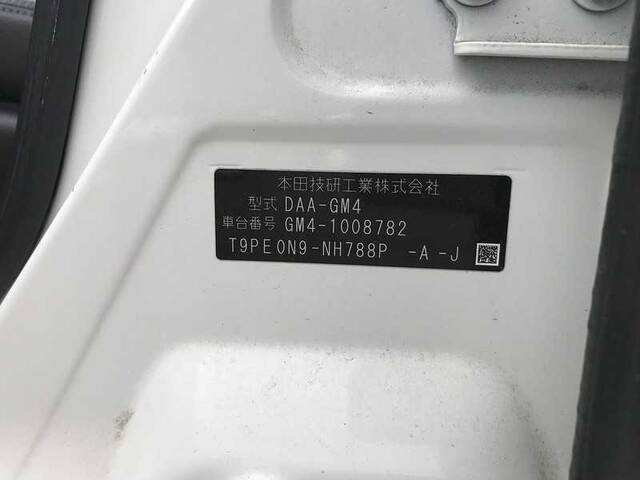 本田技研工業株式会社
型式 DAA-GM4
車台番号 GM4-1008782
T9PE0N9-NH788P -A -J